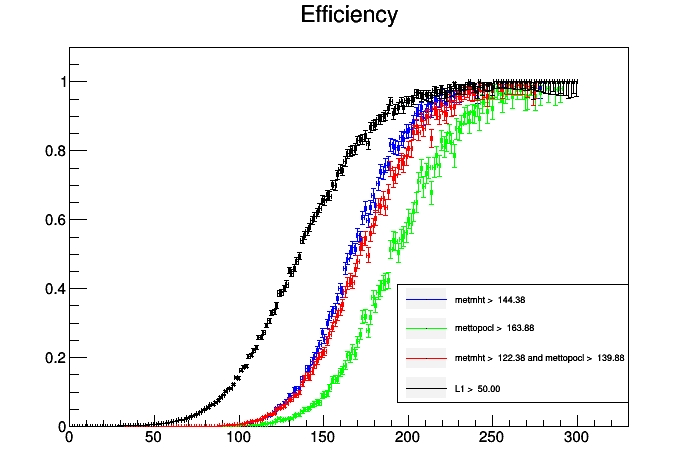 Efficiency
1
0.8
0.6
0.4
0.2
0
0 50 100 150 200 250 300
metmht > 144.38
mettopocl > 163.88
metmht > 122.38 and mettopocl > 139.88
L1 > 50.00